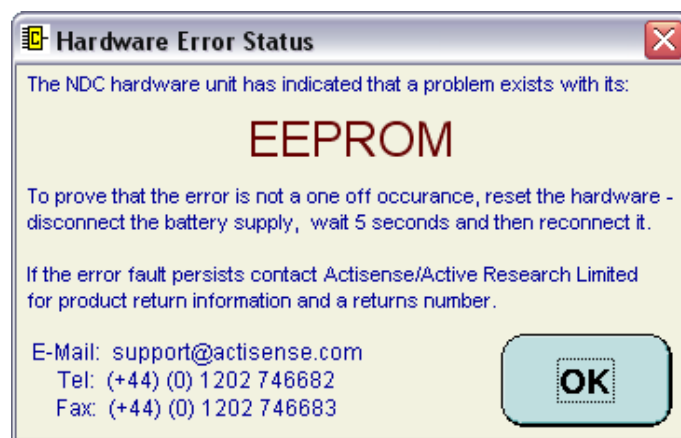 Hardware Error Status
The NDC hardware unit has indicated that a problem exists with its:
EEPROM
To prove that the error is not a one off occurance, reset the hardware -
disconnect the battery supply, wait 5 seconds and then reconnect it.
If the error fault persists contact Actisense/Active Research Limited
for product return information and a returns number.
E-Mail: support@actisense.com
Tel: (+44) (0) 1202 746682
Fax: (+44) (0) 1202 746683
OK